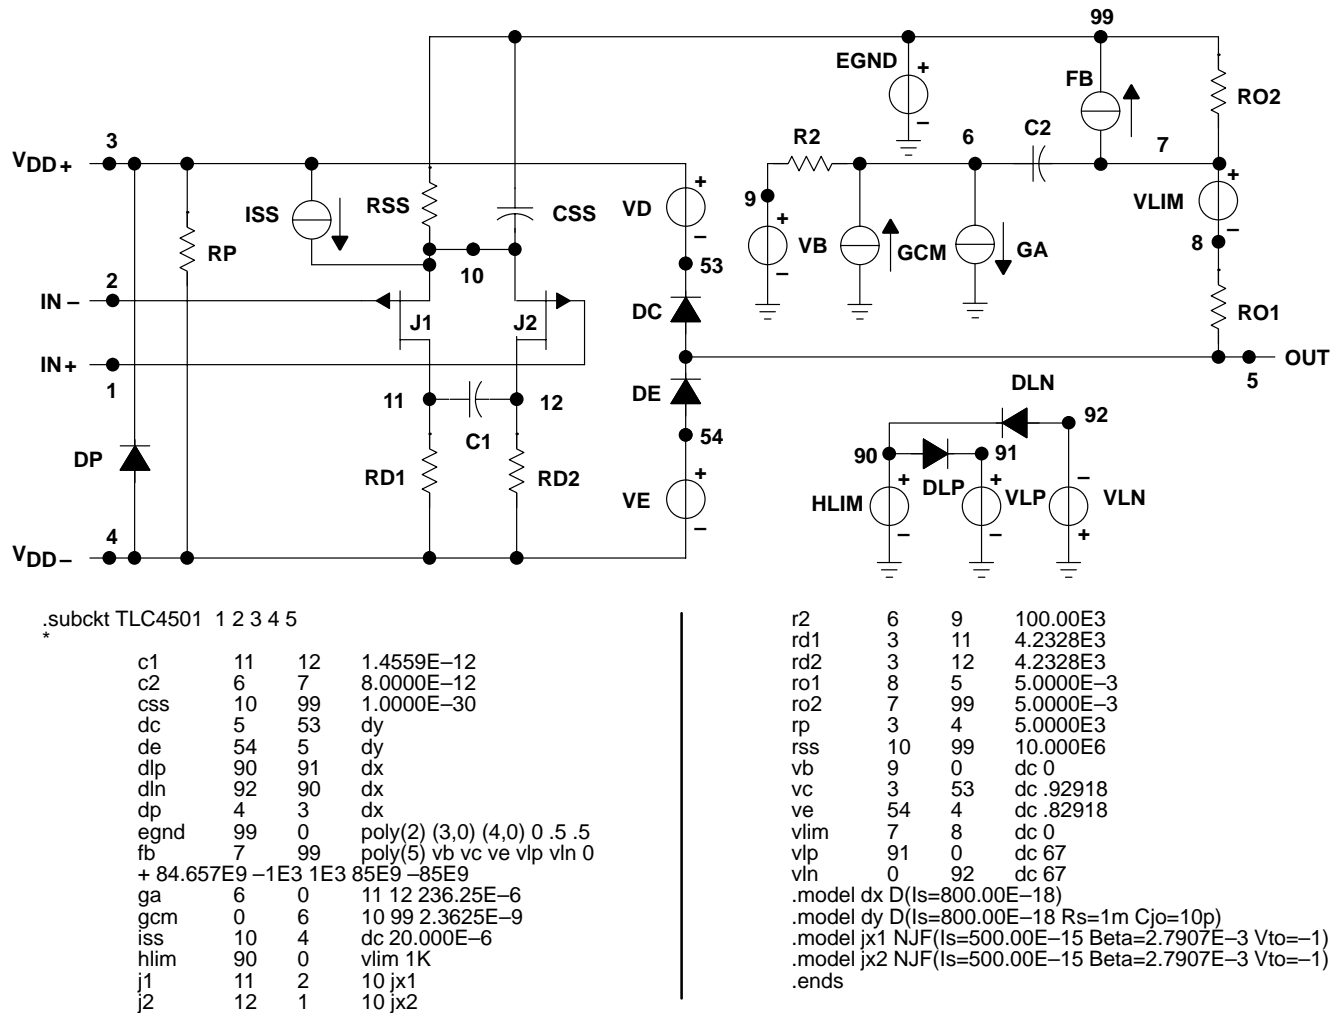 99
EGND
+
–
FB
RO2
3
VDD+
R2
6
C2
7
+
VLIM
–
8
ISS
RSS
CSS
VD
+
–
9
+
VB
–
GCM
GA
RP
10
53
2
IN –
J1
J2
DC
RO1
IN+
1
OUT
5
11
12
C1
DE
54
DLN
92
90
91
DP
RD1
RD2
VE
+
–
HLIM
+
–
DLP
+
–
VLP
–
+
VLN
VDD –
4
.subckt TLC4501 1 2 3 4 5
*
c1 11 12 1.4559E–12
c2 6 7 8.0000E–12
css 10 99 1.0000E–30
dc 5 53 dy
de 54 5 dy
dlp 90 91 dx
dln 92 90 dx
dp 4 3 dx
egnd 99 0 poly(2) (3,0) (4,0) 0 .5 .5
fb 7 99 poly(5) vb vc ve vlp vln 0
+ 84.657E9 –1E3 1E3 85E9 –85E9
ga 6 0 11 12 236.25E–6
gcm 0 6 10 99 2.3625E–9
iss 10 4 dc 20.000E–6
hlim 90 0 vlim 1K
j1 11 2 10 jx1
j2 12 1 10 jx2
r2 6 9 100.00E3
rd1 3 11 4.2328E3
rd2 3 12 4.2328E3
ro1 8 5 5.0000E–3
ro2 7 99 5.0000E–3
rp 3 4 5.0000E3
rss 10 99 10.000E6
vb 9 0 dc 0
vc 3 53 dc .92918
ve 54 4 dc .82918
vlim 7 8 dc 0
vlp 91 0 dc 67
vln 0 92 dc 67
.model dx D(Is=800.00E–18)
.model dy D(Is=800.00E–18 Rs=1m Cjo=10p)
.model jx1 NJF(Is=500.00E–15 Beta=2.7907E–3 Vto=–1)
.model jx2 NJF(Is=500.00E–15 Beta=2.7907E–3 Vto=–1)
.ends